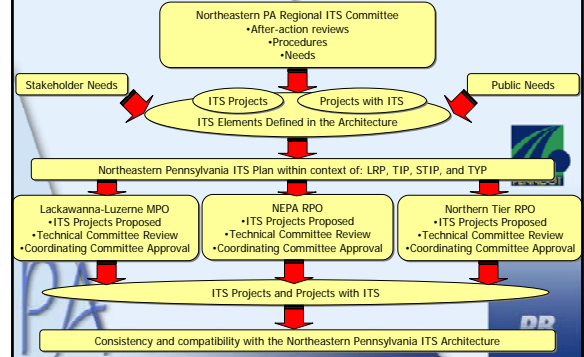 Northeastern PA Regional ITS Committee
•After-action reviews
•Procedures
•Needs
Stakeholder Needs
Public Needs
ITS Projects
Projects with ITS
ITS Elements Defined in the Architecture
Northeastern Pennsylvania ITS Plan within context of: LRP, TIP, STIP, and TYP
Lackawanna-Luzerne MPO
•ITS Projects Proposed
•Technical Committee Review
•Coordinating Committee Approval
NEPA RPO
•ITS Projects Proposed
•Technical Committee Review
•Coordinating Committee Approval
Northern Tier RPO
•ITS Projects Proposed
•Technical Committee Review
•Coordinating Committee Approval
ITS Projects and Projects with ITS
PA
PB
Consistency and compatibility with the Northeastern Pennsylvania ITS Architecture